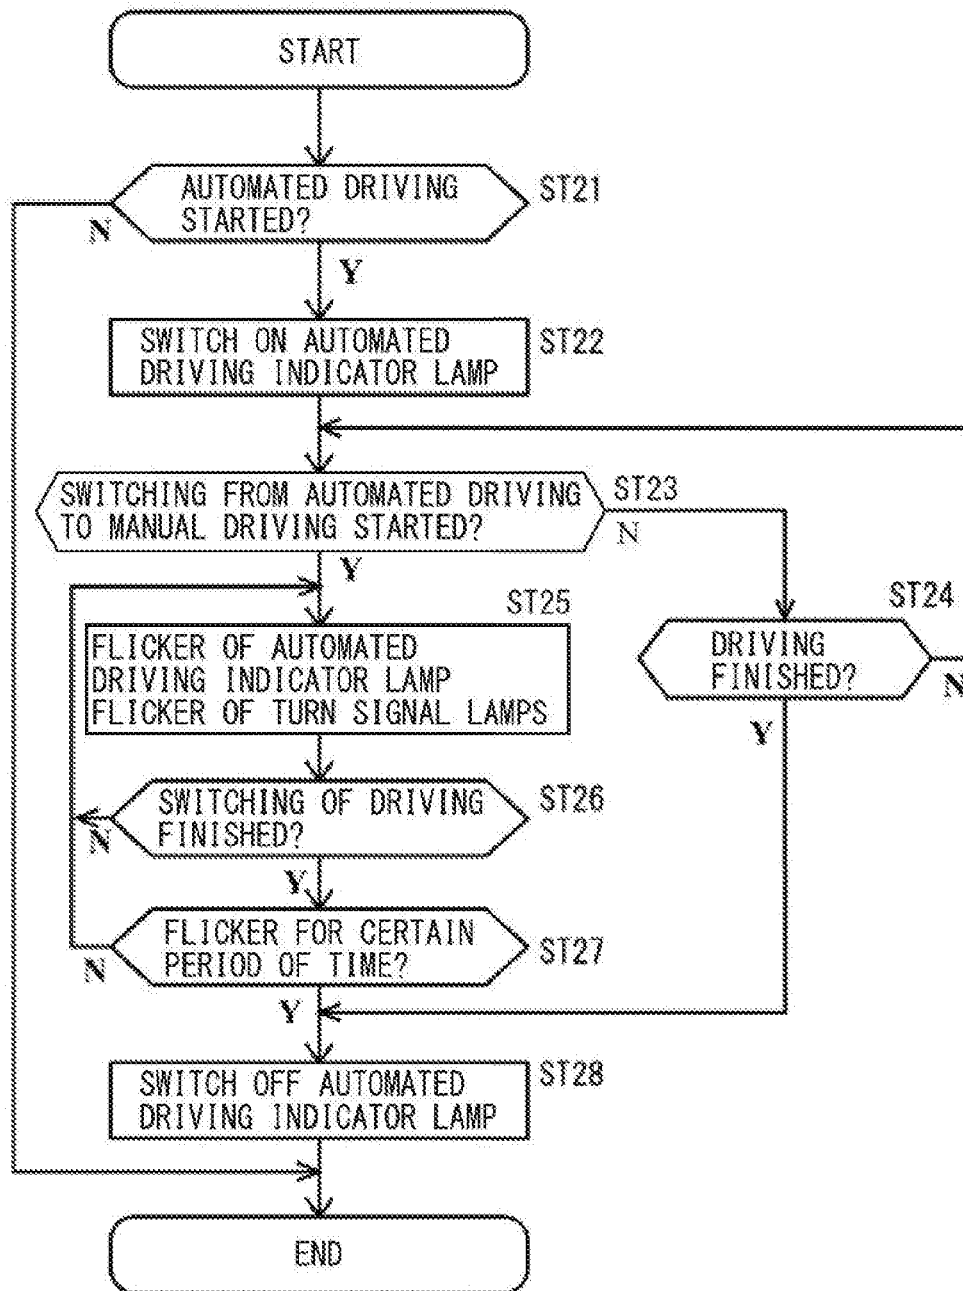 START
AUTOMATED DRIVING
STARTED?
ST21
N
Y
SWITCH ON AUTOMATED
DRIVING INDICATOR LAMP
ST22
SWITCHING FROM AUTOMATED DRIVING
TO MANUAL DRIVING STARTED?
ST23
N
Y
ST24
DRIVING
FINISHED?
N
Y
ST25
FLICKER OF AUTOMATED
DRIVING INDICATOR LAMP
FLICKER OF TURN SIGNAL LAMPS
SWITCHING OF DRIVING
FINISHED?
ST26
N
Y
FLICKER FOR CERTAIN
PERIOD OF TIME?
ST27
N
Y
SWITCH OFF AUTOMATED
DRIVING INDICATOR LAMP
ST28
END